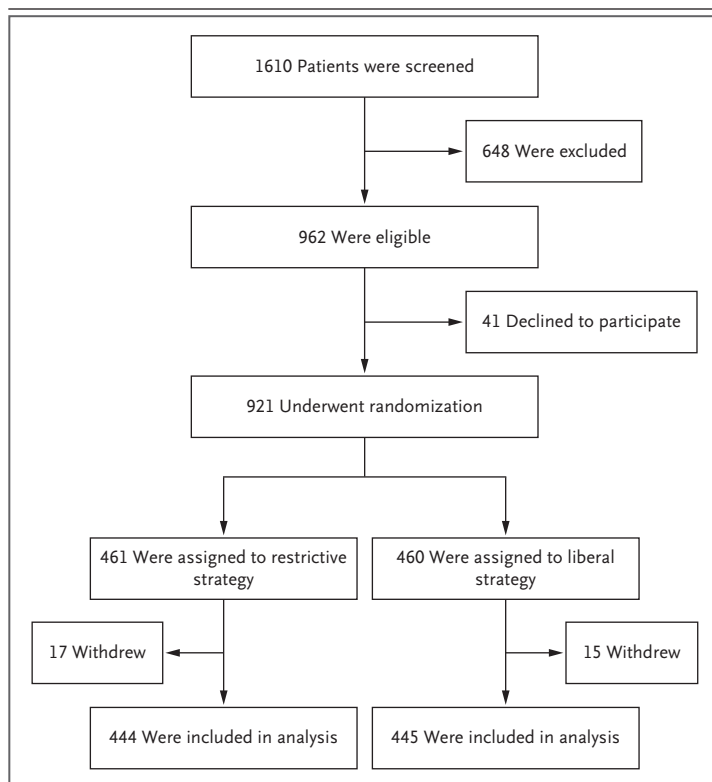 1610 Patients were screened
648 Were excluded
962 Were eligible
41 Declined to participate
921 Underwent randomization
461 Were assigned to restrictive
strategy
460 Were assigned to liberal
strategy
17 Withdrew
15 Withdrew
444 Were included in analysis
445 Were included in analysis